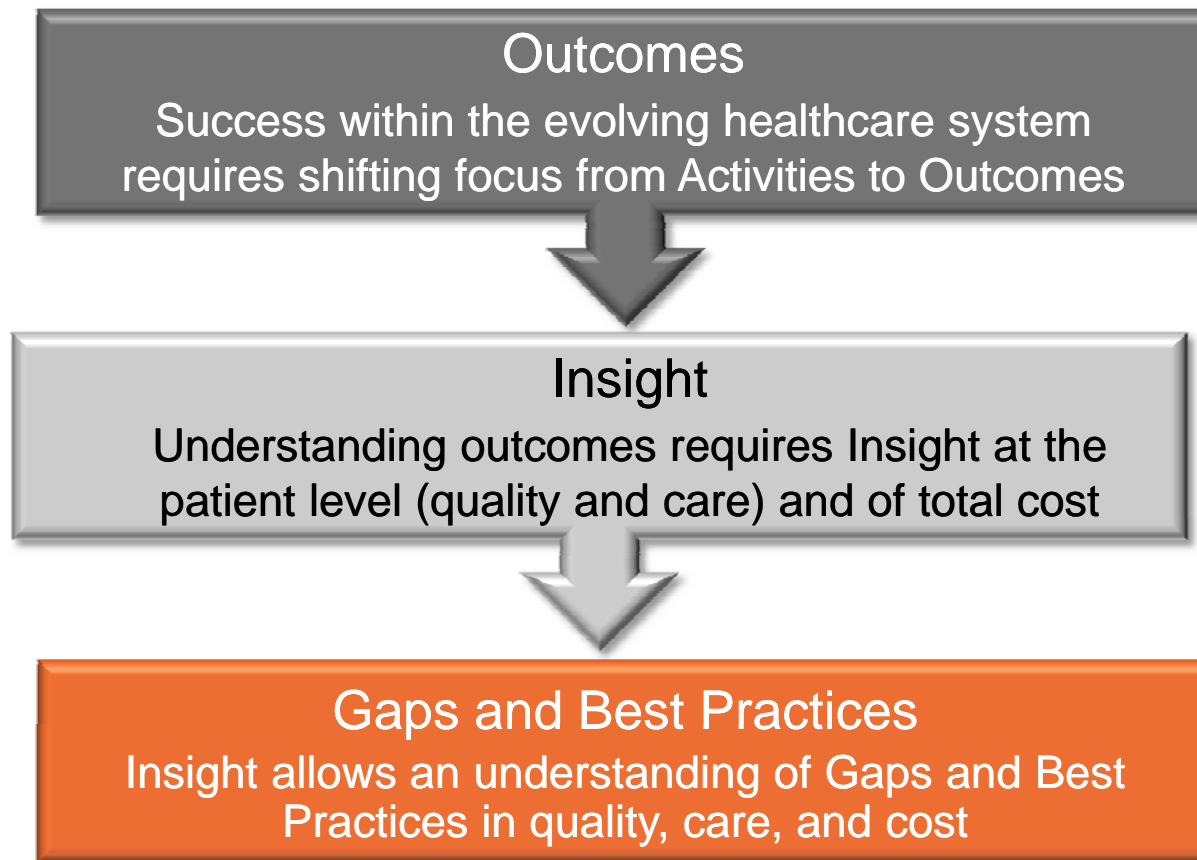 Outcomes
Success within the evolving healthcare system
requires shifting focus from Activities to Outcomes
Insight
Understanding outcomes requires Insight at the
patient level (quality and care) and of total cost
Gaps and Best Practices
Insight allows an understanding of Gaps and Best
Practices in quality, care, and cost